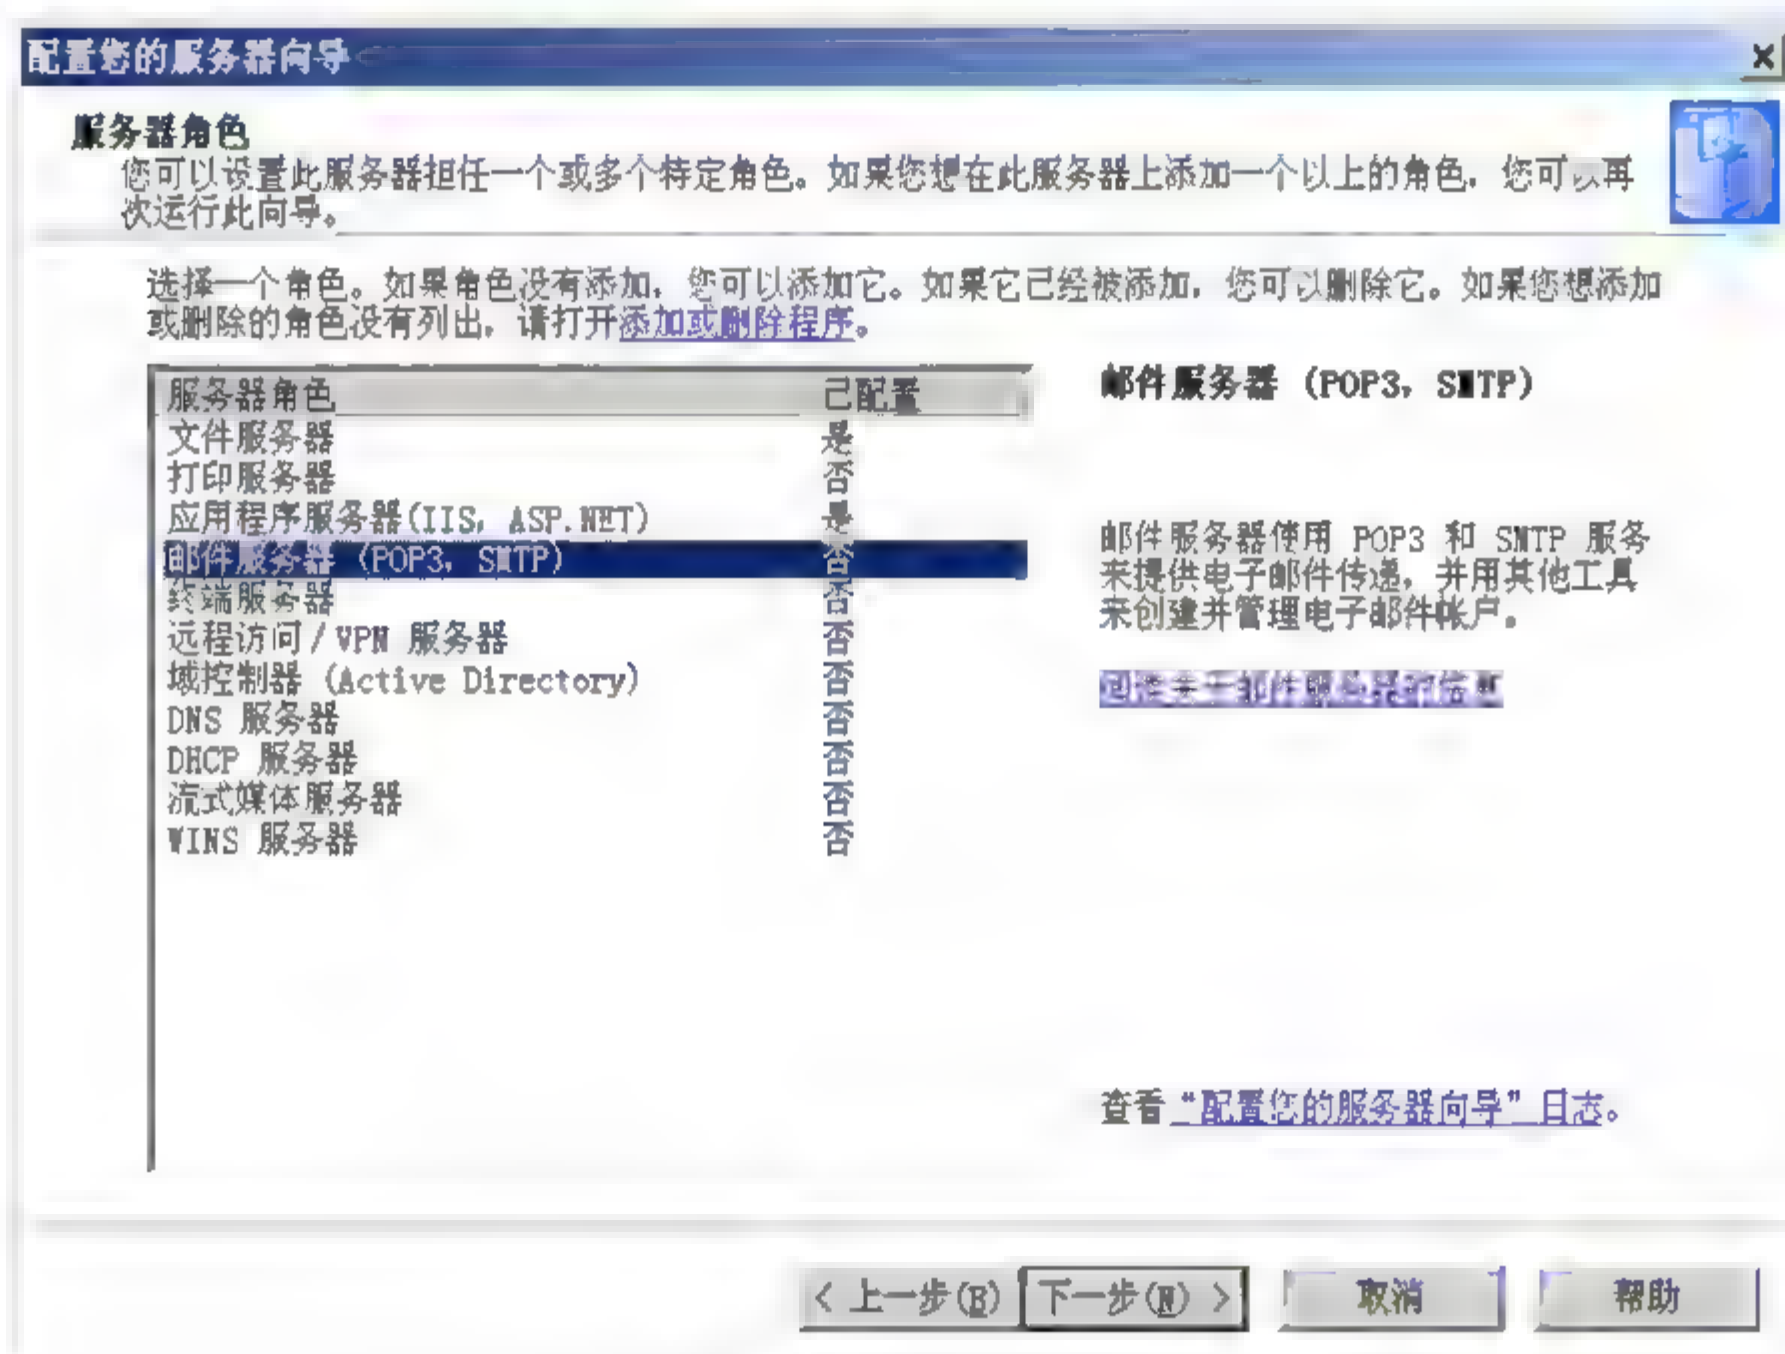 配置您的服务器向导
服务器角色
您可以设置此服务器担任一个或多个特定角色。如果您想在此服务器上添加一个以上的角色，您可以再
次运行此向导。
选择一个角色。如果角色没有添加，您可以添加它。如果它已经被添加，您可以删除它。如果您想添加
或删除的角色没有列出，请打开添加或删除程序。
服务器角色 已配置
文件服务器 是
打印服务器 否
应用程序服务器(IIS, ASP.NET) 是
邮件服务器 (POP3, SMTP) 否
终端服务器 否
远程访问/VPN 服务器 否
域控制器 (Active Directory) 否
DNS 服务器 否
DHCP 服务器 否
流式媒体服务器 否
WINS 服务器 否
邮件服务器 (POP3, SMTP)
邮件服务器使用 POP3 和 SMTP 服务
来提供电子邮件传递，并用其他工具
来创建并管理电子邮件帐户。
阅读关于邮件服务器的信息
查看“配置您的服务器向导”日志。
< 上一步(B) 下一步(N) > 取消 帮助